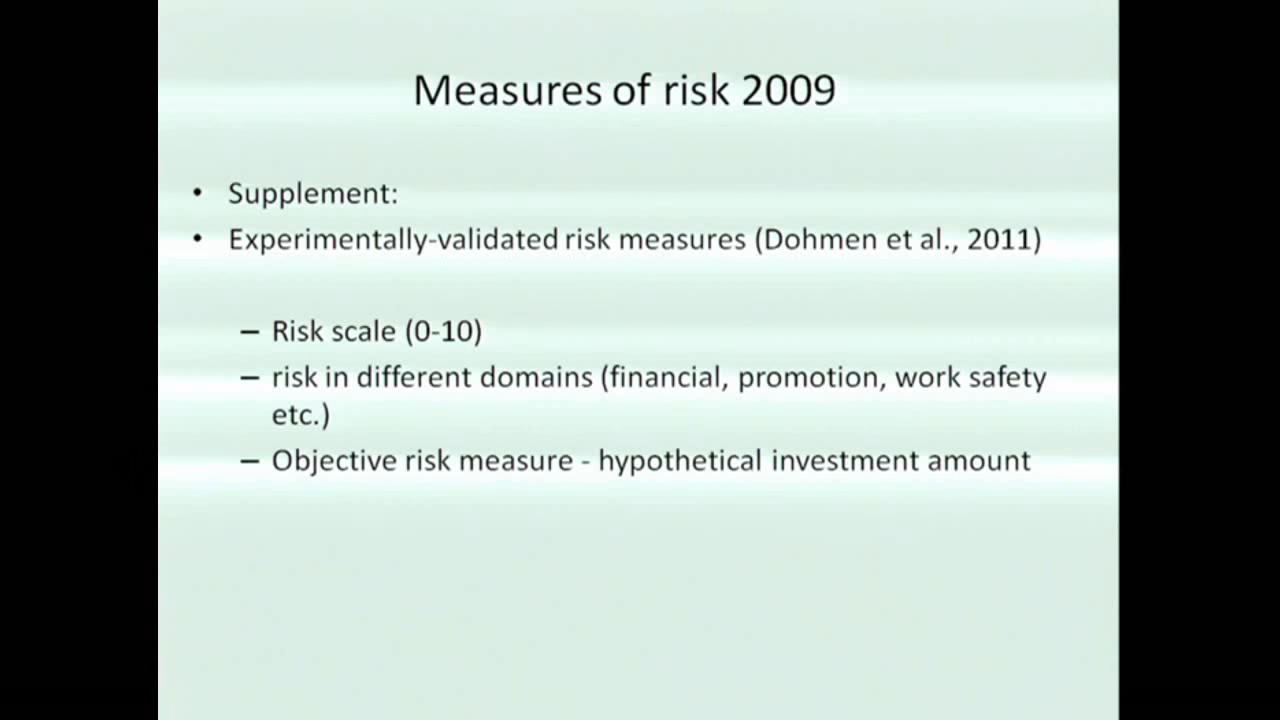 Measures of risk 2009
• Supplement:
• Experimentally-validated risk measures (Dohmen et al., 2011)
– Risk scale (0-10)
– risk in different domains (financial, promotion, work safety
etc.)
– Objective risk measure - hypothetical investment amount